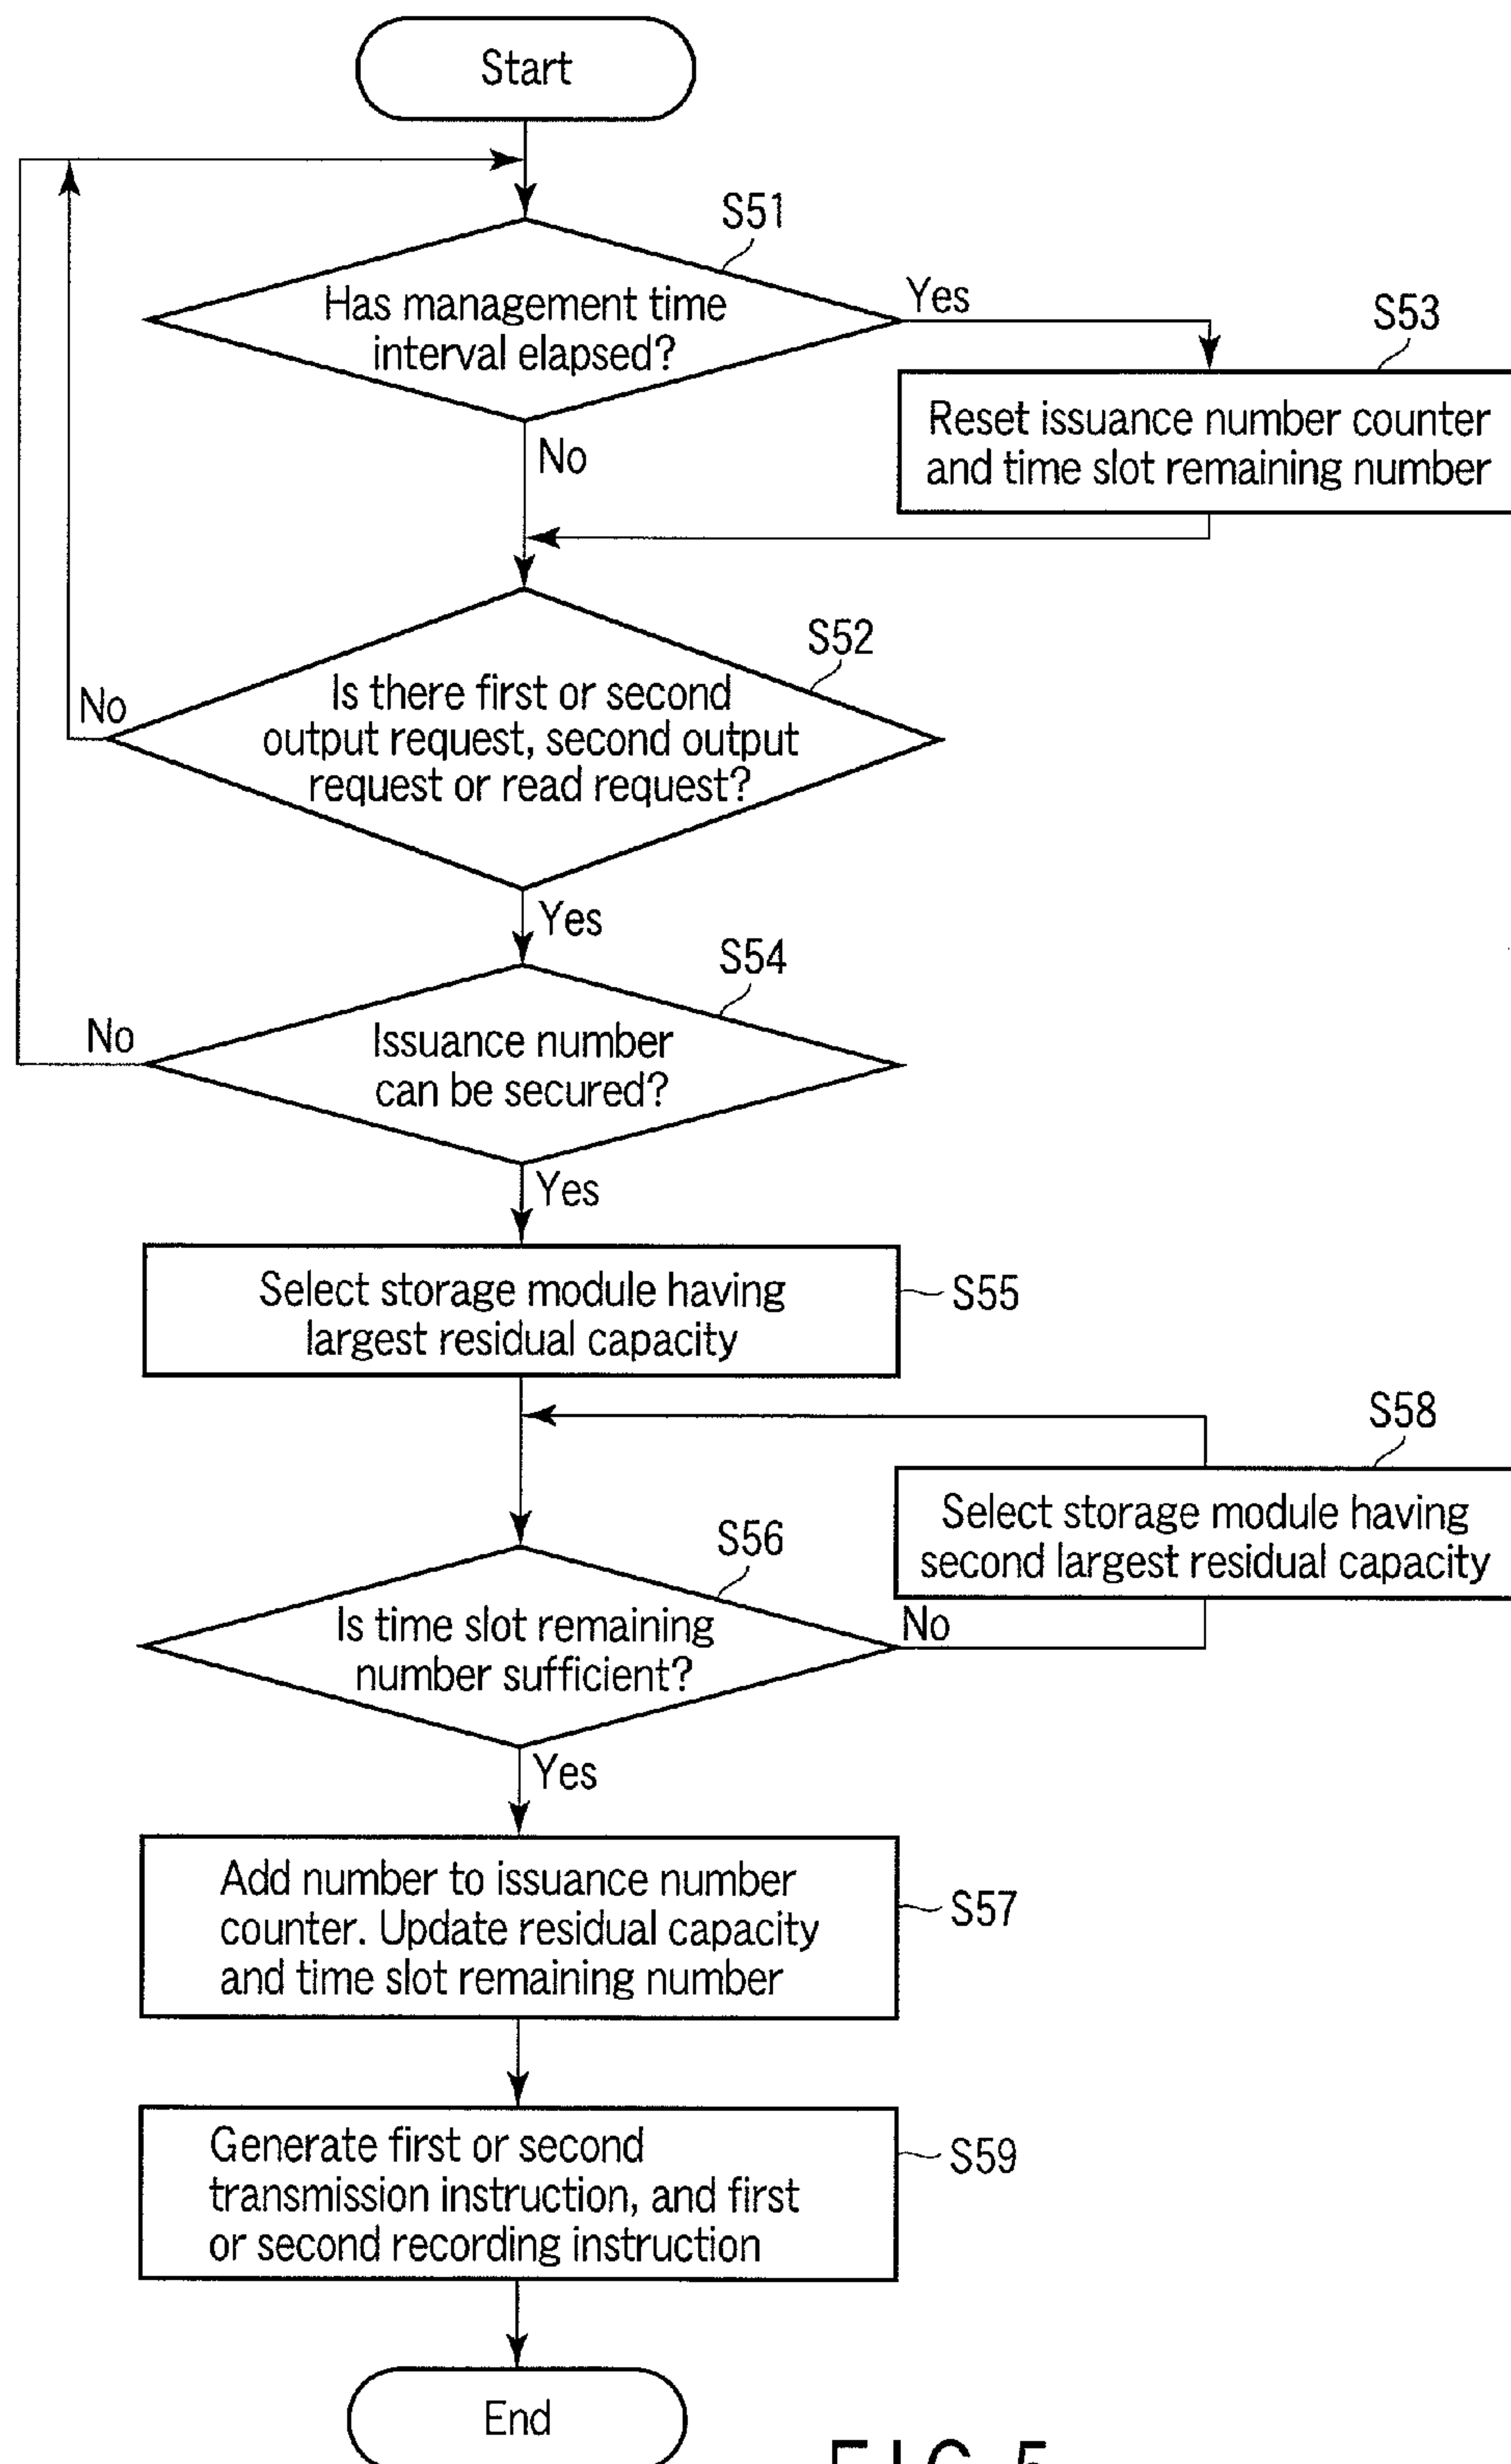 Start
S51
Has management time
interval elapsed?
Yes
S53
Reset issuance number counter
and time slot remaining number
No
S52
Is there first or second
output request, second output
request or read request?
No
Yes
S54
Issuance number
can be secured?
No
Yes
Select storage module having
largest residual capacity
S55
S58
Select storage module having
second largest residual capacity
S56
Is time slot remaining
number sufficient?
No
Yes
Add number to issuance number
counter. Update residual capacity
and time slot remaining number
S57
Generate first or second
transmission instruction, and first
or second recording instruction
S59
End
FIG. 5